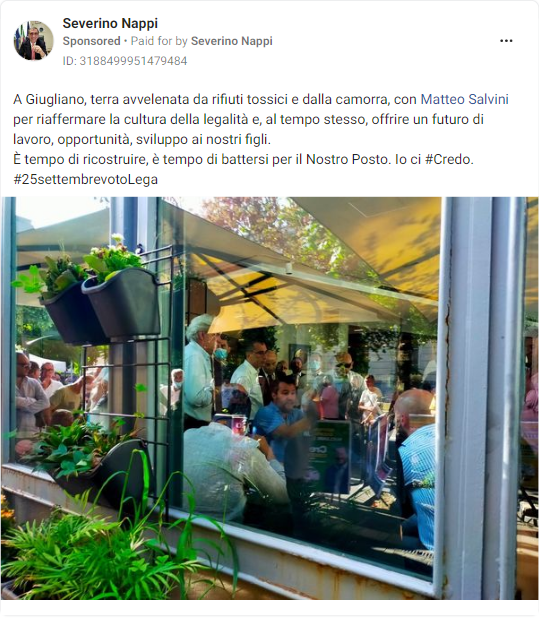 Severino Nappi
Sponsored • Paid for by Severino Nappi
ID: 3188499951479484
A Giugliano, terra avvelenata da rifiuti tossici e dalla camorra, con Matteo Salvini
per riaffermare la cultura della legalità e, al tempo stesso, offrire un futuro di
lavoro, opportunità, sviluppo ai nostri figli.
È tempo di ricostruire, è tempo di battersi per il Nostro Posto. Io ci #Credo.
#25settembrevotoLega